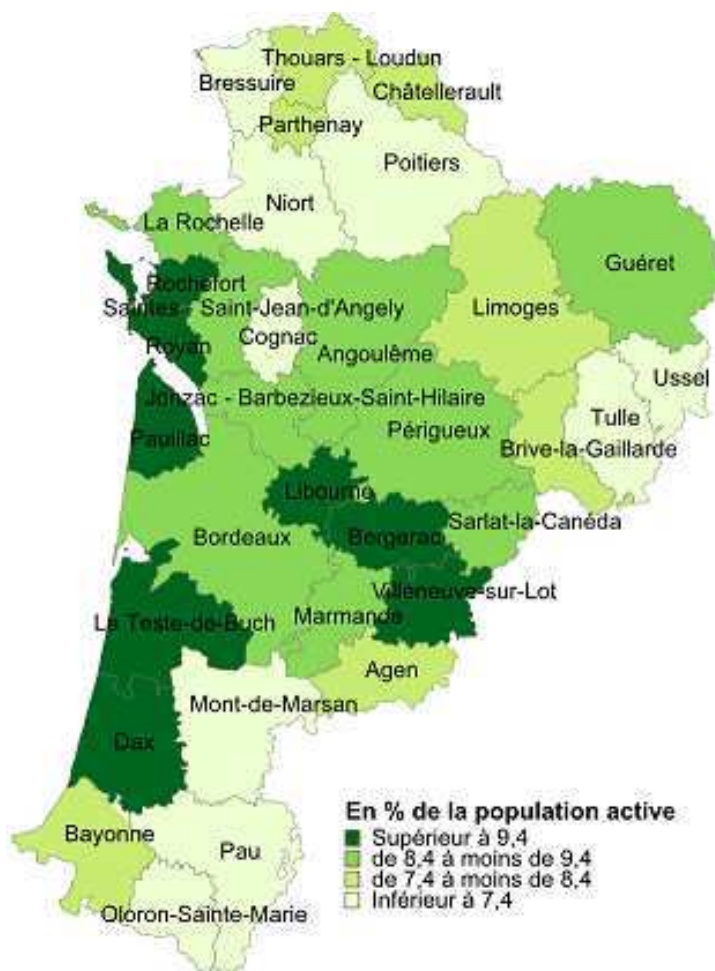 Thouars - Loudun
Bressuire
Châtellerault
Parthenay
Poitiers
Niort
La Rochelle
Guéret
Rochefort
Saintes - Saint-Jean-d'Angely
Limoges
Cognac
Royan
Angoulême
Ussel
Jonzac - Barbezieux-Saint-Hilaire
Tulle
Pauillac
Périgueux
Brive-la-Gaillarde
Libourne
Sarlat-la-Canéda
Bordeaux
Bergerac
Villeneuve-sur-Lot
Marmande
La Teste-de-Buch
Agen
Mont-de-Marsan
Dax
Bayonne
Pau
Oloron-Sainte-Marie
En % de la population active
Supérieur à 9,4
de 8,4 à moins de 9,4
de 7,4 à moins de 8,4
Inférieur à 7,4